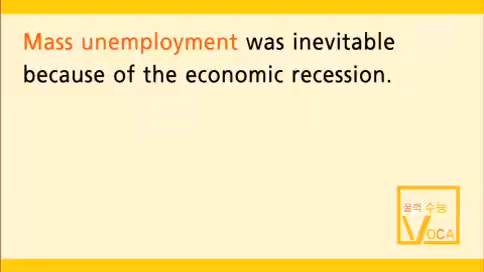 Mass unemployment was inevitable
because of the economic recession.
꿀꺽 수능
VOCA